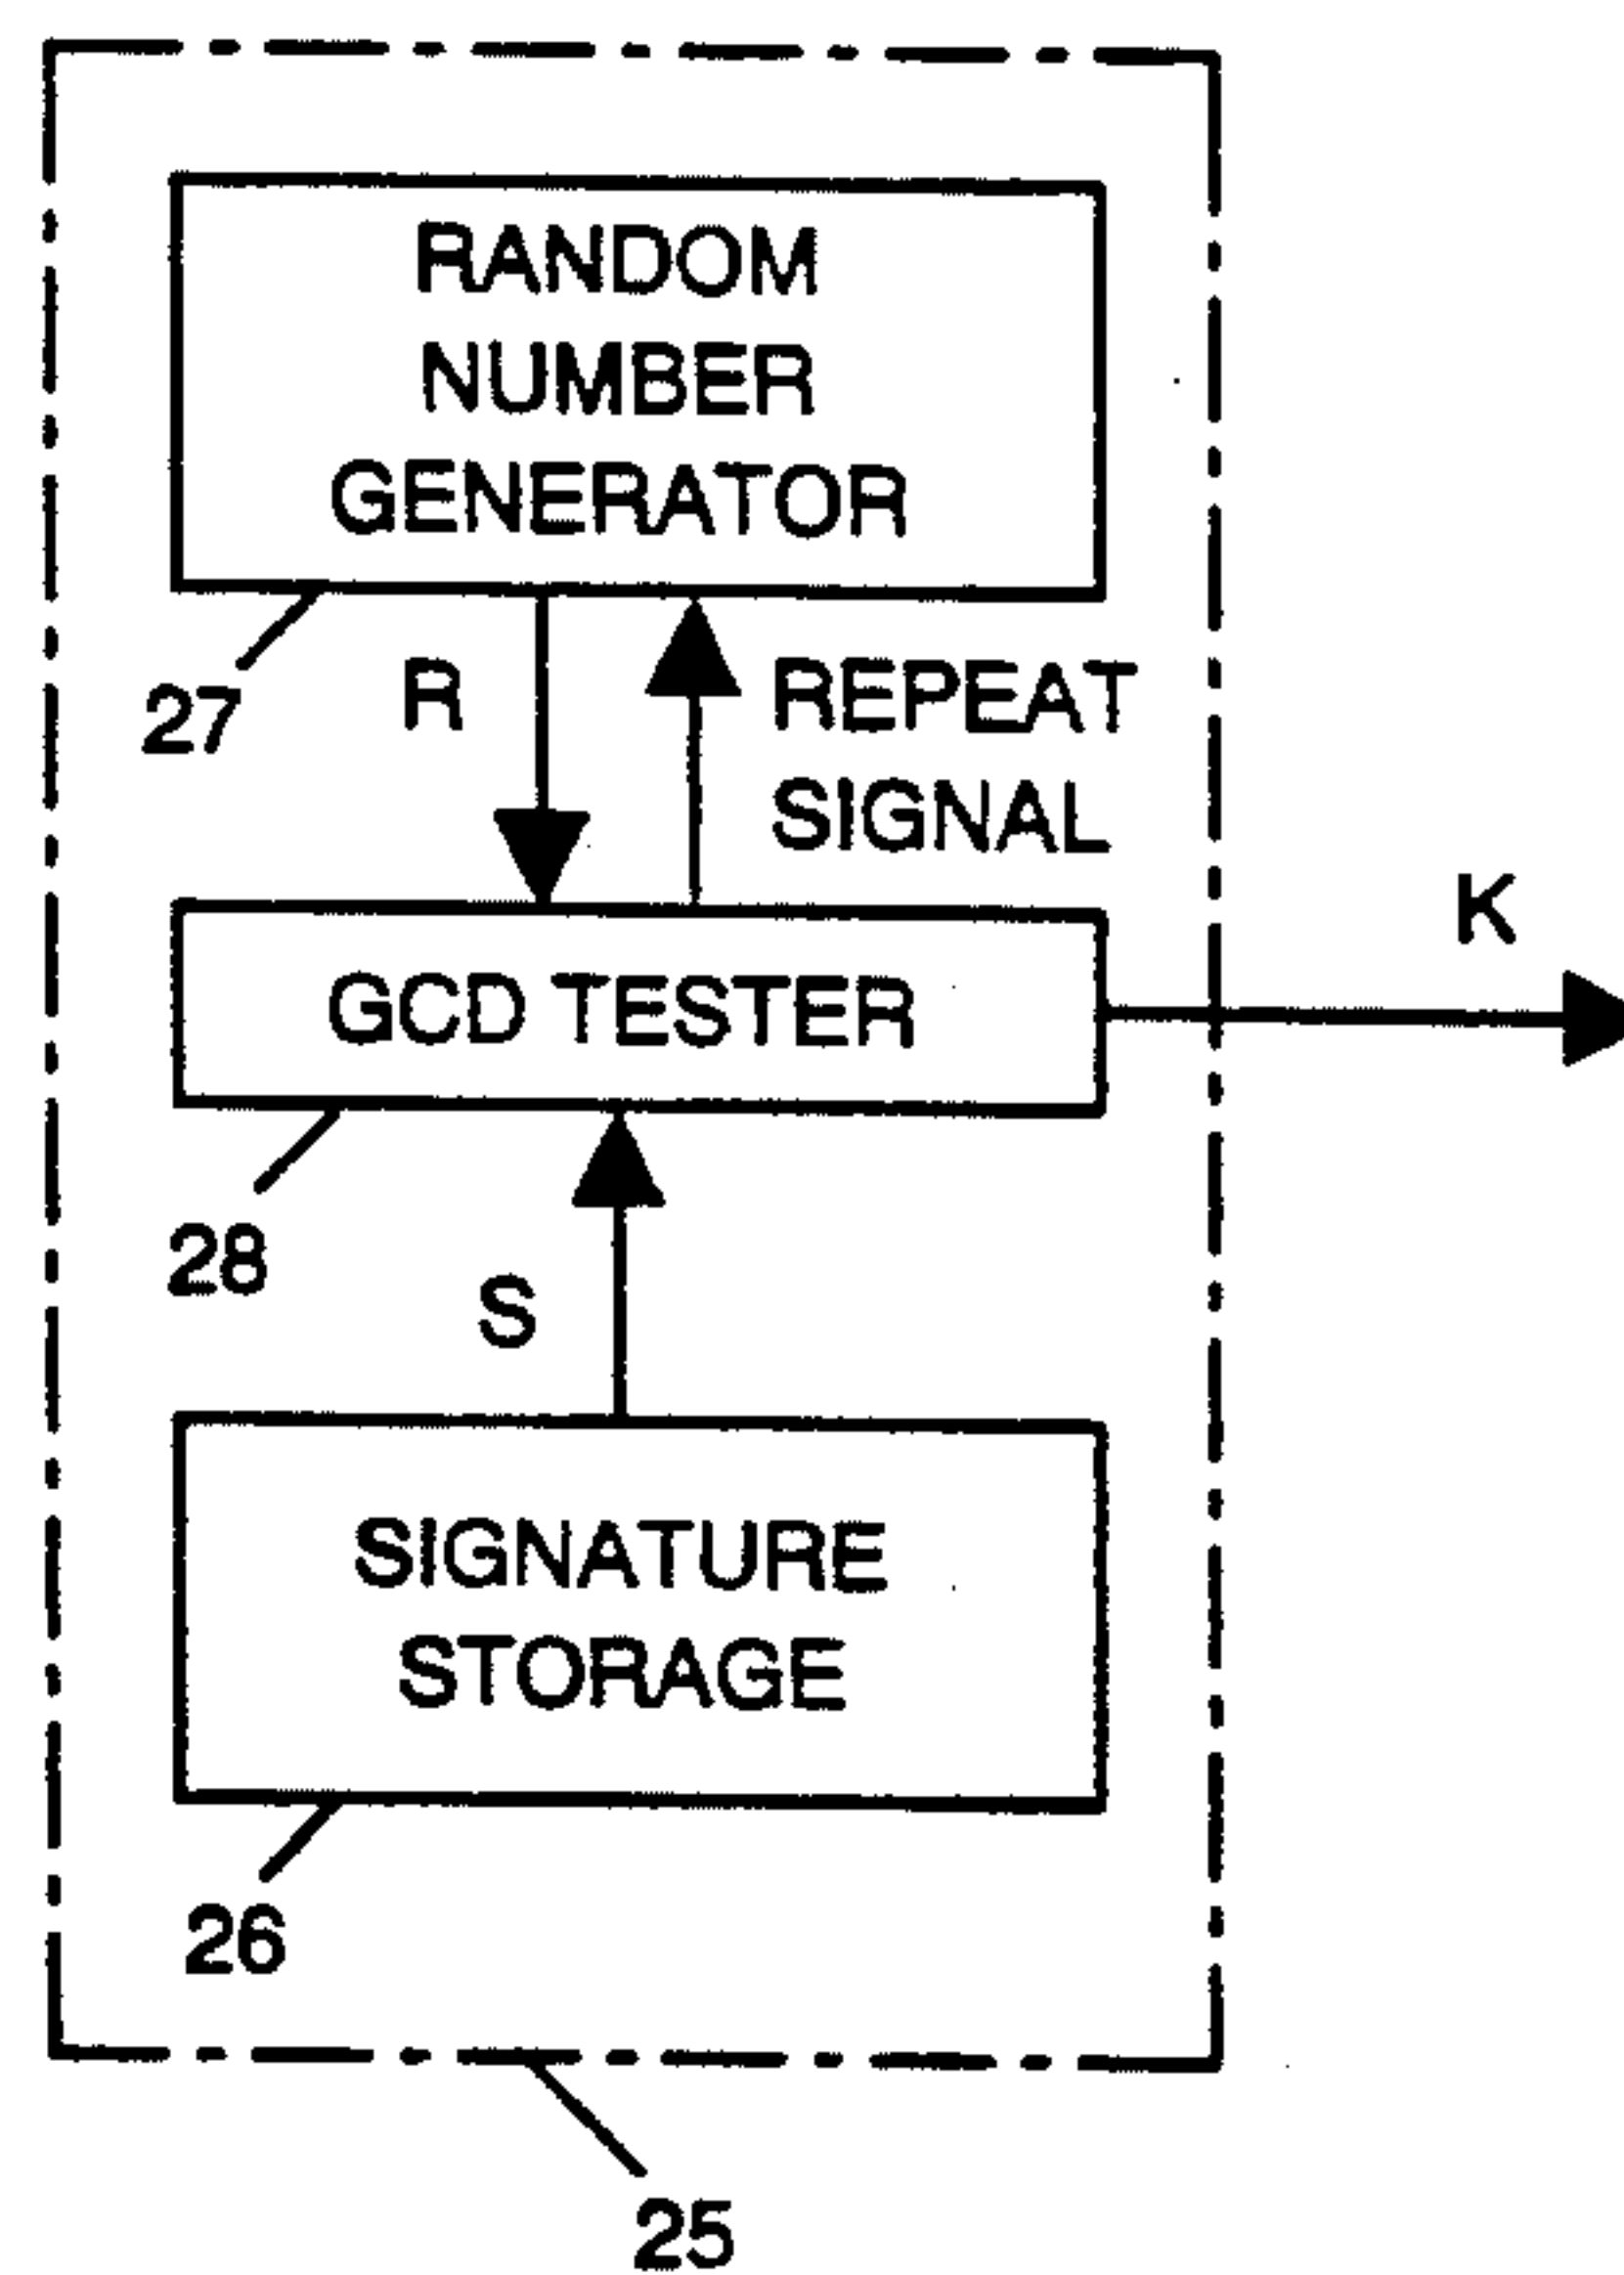 RANDOM
NUMBER
GENERATOR
27
R
REPEAT
SIGNAL
K
GCD TESTER
28
S
SIGNATURE
STORAGE
26
25